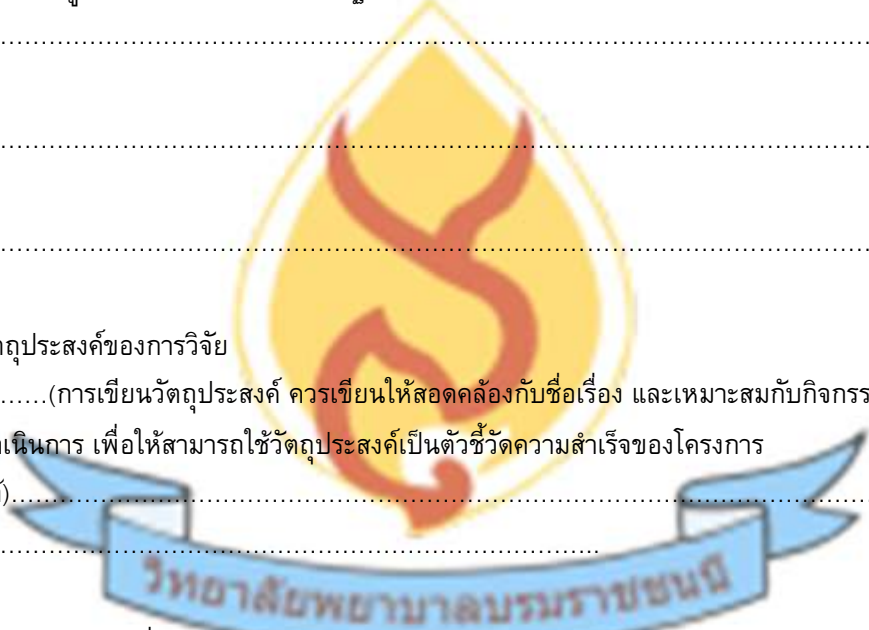 ถุประสงค์ของการวิจัย
......(การเขียนวัตถุประสงค์ ควรเขียนให้สอดคล้องกับชื่อเรื่อง และเหมาะสมกับกิจกรร
เนินการ เพื่อให้สามารถใช้วัตถุประสงค์เป็นตัวชี้วัดความสำเร็จของโครงการ
วิทยาลัยพยาบาลบรมราชชนนี